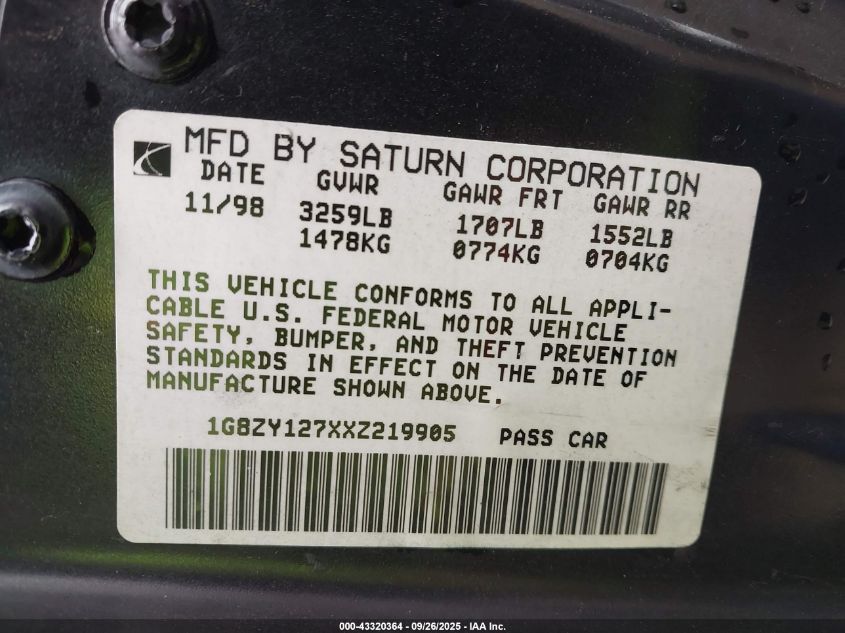 MFD BY SATURN CORPORATION
DATE GVWR GAWR FRT GAWR RR
11/98 3259LB 1707LB 1552LB
1478KG 0774KG 0704KG
THIS VEHICLE CONFORMS TO ALL APPLI-
CABLE U.S. FEDERAL MOTOR VEHICLE
SAFETY, BUMPER, AND THEFT PREVENTION
STANDARDS IN EFFECT ON THE DATE OF
MANUFACTURE SHOWN ABOVE.
1G8ZY127XXZ219905 PASS CAR
000-43320364 - 09/26/2025 - IAA Inc.